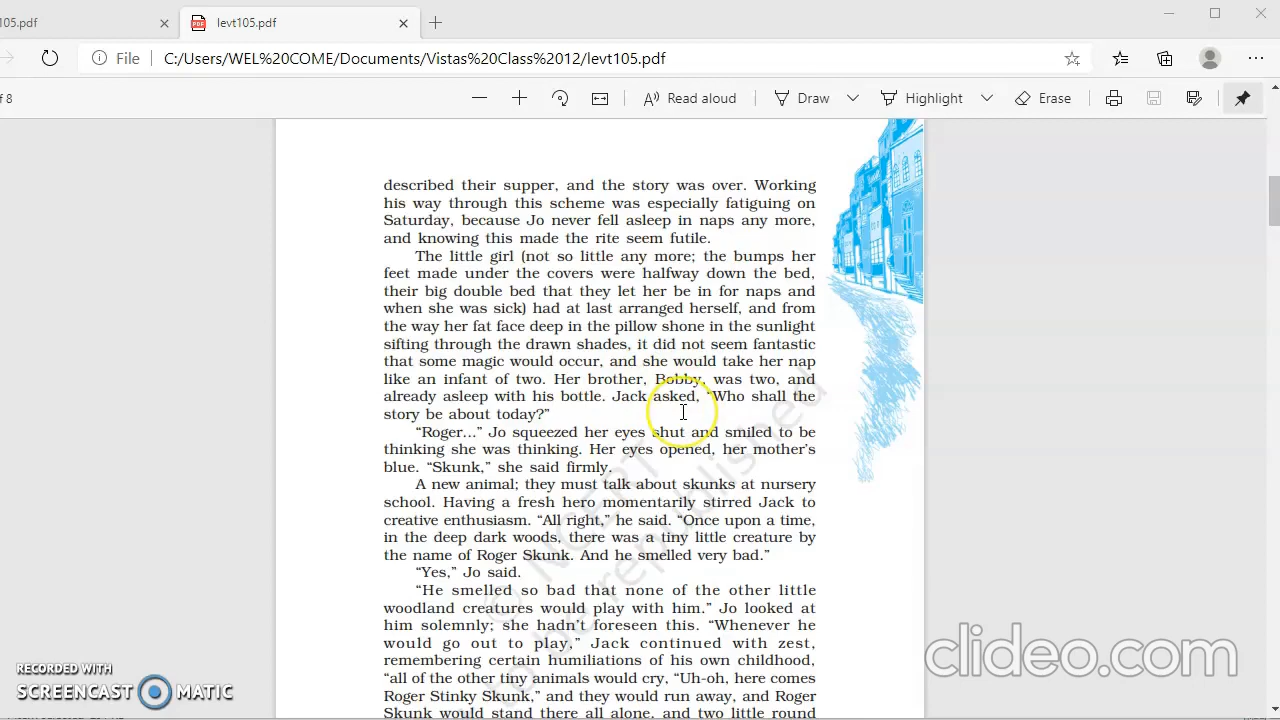 105.pdf
levt105.pdf
File
C:/Users/WEL%20COME/Documents/Vistas%20Class%2012/levt105.pdf
of 8
Read aloud
Draw
Highlight
Erase
described their supper, and the story was over. Working
his way through this scheme was especially fatiguing on
Saturday, because Jo never fell asleep in naps any more,
and knowing this made the rite seem futile.
The little girl (not so little any more; the bumps her
feet made under the covers were halfway down the bed,
their big double bed that they let her be in for naps and
when she was sick) had at last arranged herself, and from
the way her fat face deep in the pillow shone in the sunlight
sifting through the drawn shades, it did not seem fantastic
that some magic would occur, and she would take her nap
like an infant of two. Her brother, Bobby, was two, and
already asleep with his bottle. Jack asked, “Who shall the
story be about today?”
“Roger...” Jo squeezed her eyes shut and smiled to be
thinking she was thinking. Her eyes opened, her mother’s
blue. “Skunk,” she said firmly.
A new animal; they must talk about skunks at nursery
school. Having a fresh hero momentarily stirred Jack to
creative enthusiasm. “All right,” he said. “Once upon a time,
in the deep dark woods, there was a tiny little creature by
the name of Roger Skunk. And he smelled very bad.”
“Yes,” Jo said.
“He smelled so bad that none of the other little
woodland creatures would play with him.” Jo looked at
him solemnly; she hadn’t foreseen this. “Whenever he
would go out to play,” Jack continued with zest,
remembering certain humiliations of his own childhood,
“all of the other tiny animals would cry, “Uh-oh, here comes
Roger Stinky Skunk,” and they would run away, and Roger
Skunk would stand there all alone, and two little round
© NCERT
be republished
RECORDED WITH
SCREENCAST MATIC
clideo.com